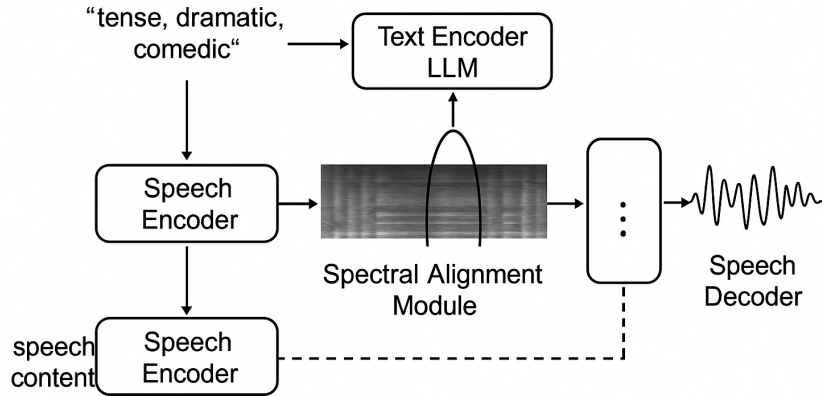 “tense, dramatic,
comedic“
Text Encoder
LLM
Speech
Encoder
Spectral Alignment
Module
Speech
Decoder
speech
content
Speech
Encoder